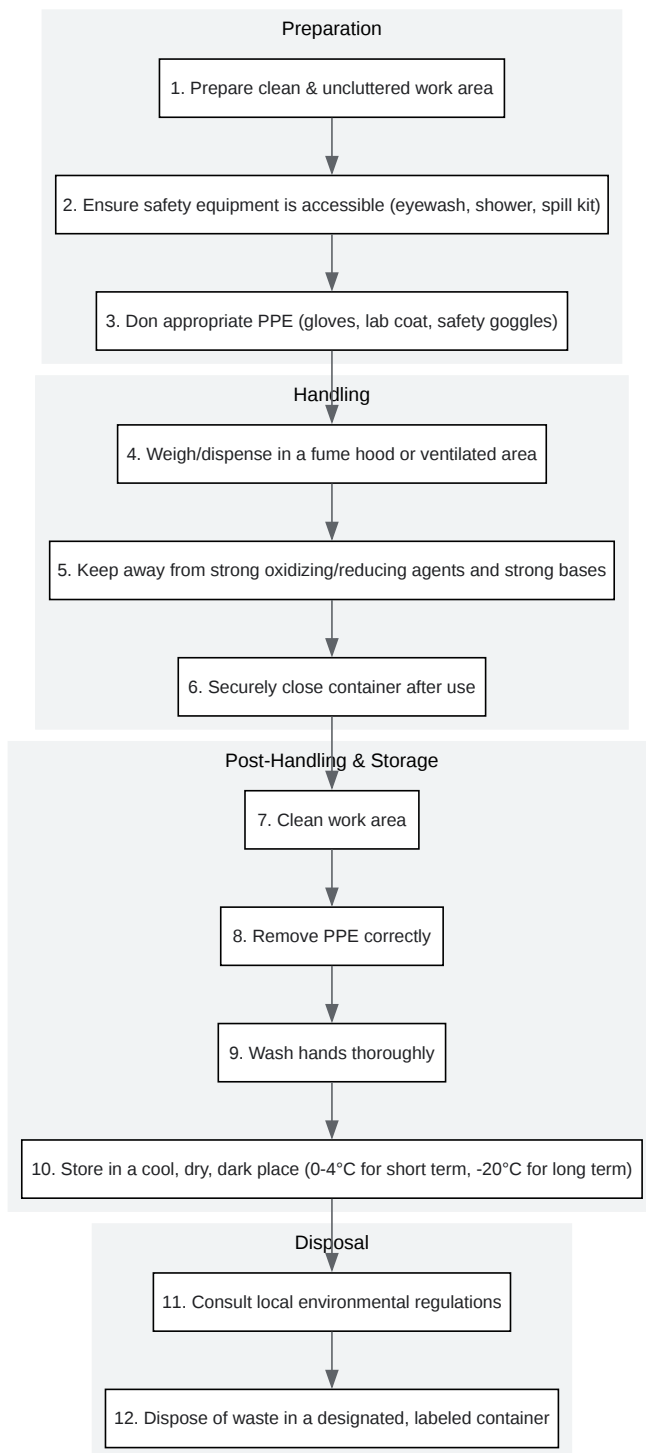 Preparation
1. Prepare clean & uncluttered work area
2. Ensure safety equipment is accessible (eyewash, shower, spill kit)
3. Don appropriate PPE (gloves, lab coat, safety goggles)
Handling
4. Weigh/dispense in a fume hood or ventilated area
5. Keep away from strong oxidizing/reducing agents and strong bases
6. Securely close container after use
Post-Handling & Storage
7. Clean work area
8. Remove PPE correctly
9. Wash hands thoroughly
10. Store in a cool, dry, dark place (0-4°C for short term, -20°C for long term)
Disposal
11. Consult local environmental regulations
12. Dispose of waste in a designated, labeled container